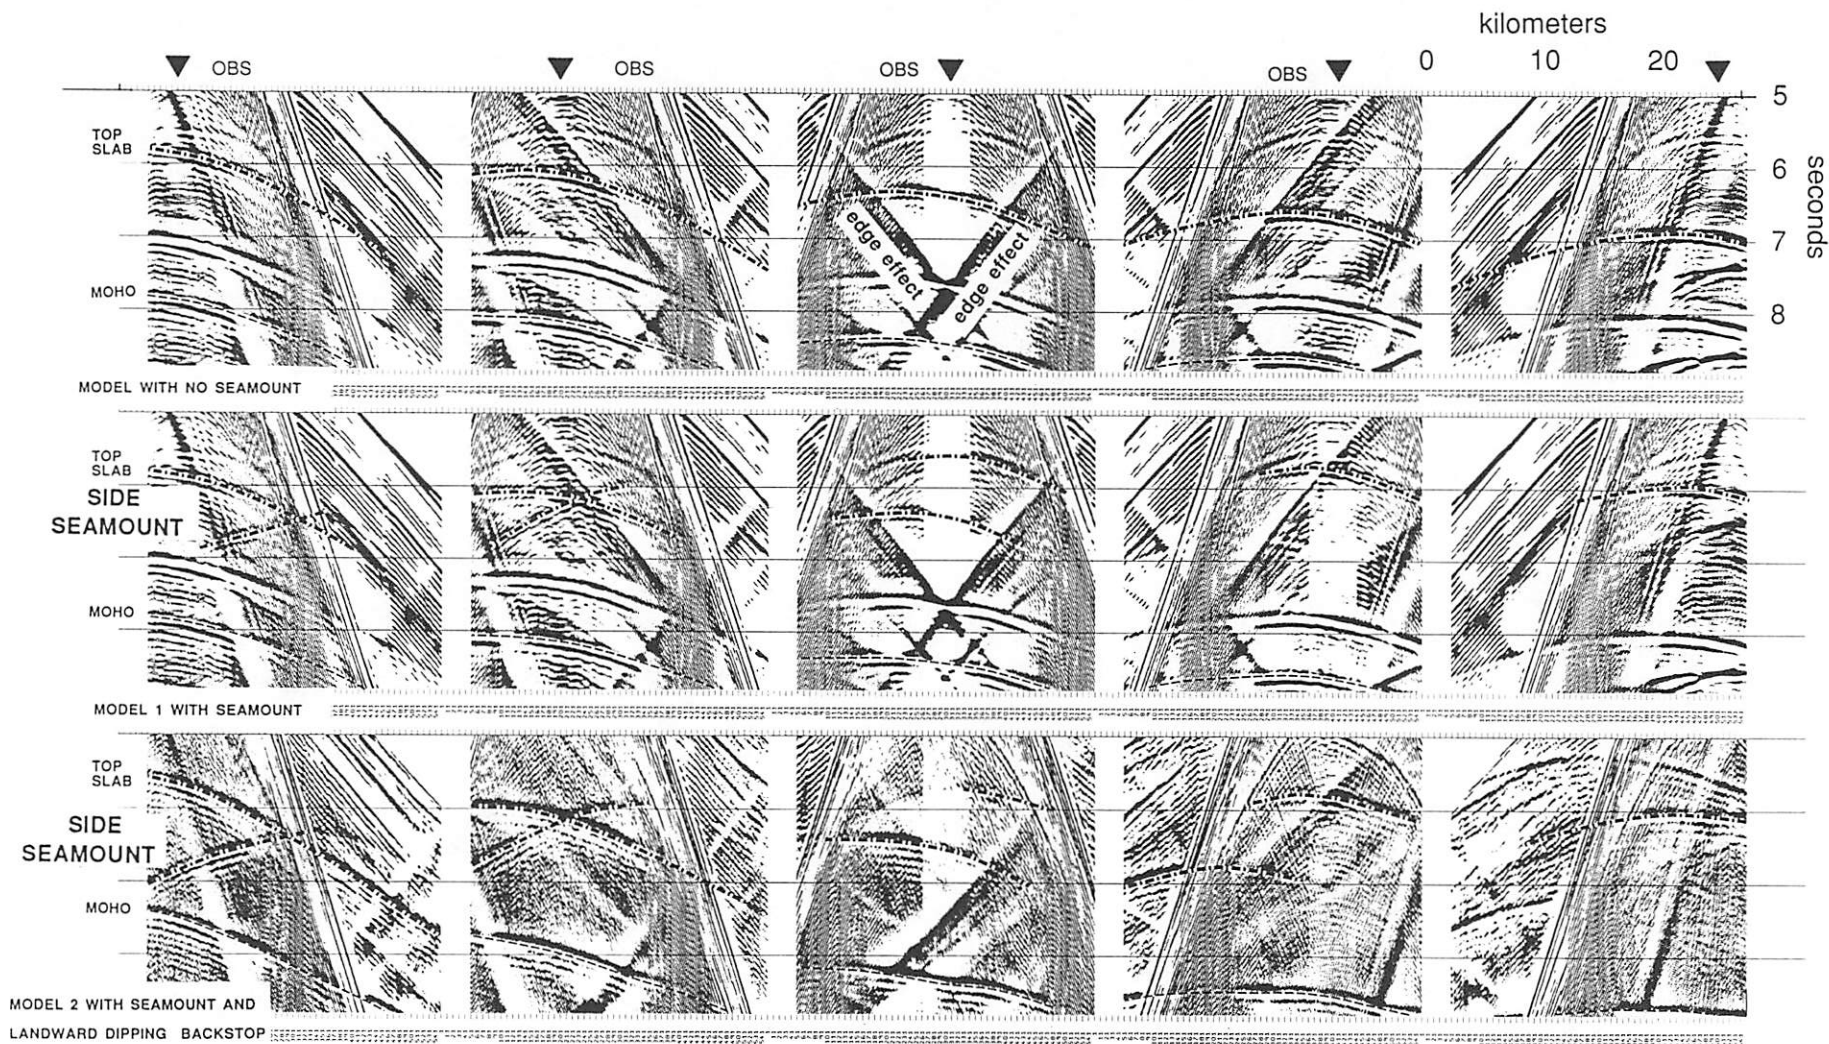 kilometers
OBS
OBS
OBS
OBS
0
10
20
5
TOP
SLAB
6
seconds
edge effect
edge effect
7
MOHO
8
MODEL WITH NO SEAMOUNT
TOP
SLAB
SIDE
SEAMOUNT
MOHO
MODEL 1 WITH SEAMOUNT
TOP
SLAB
SIDE
SEAMOUNT
MOHO
MODEL 2 WITH SEAMOUNT AND
LANDWARD DIPPING BACKSTOP